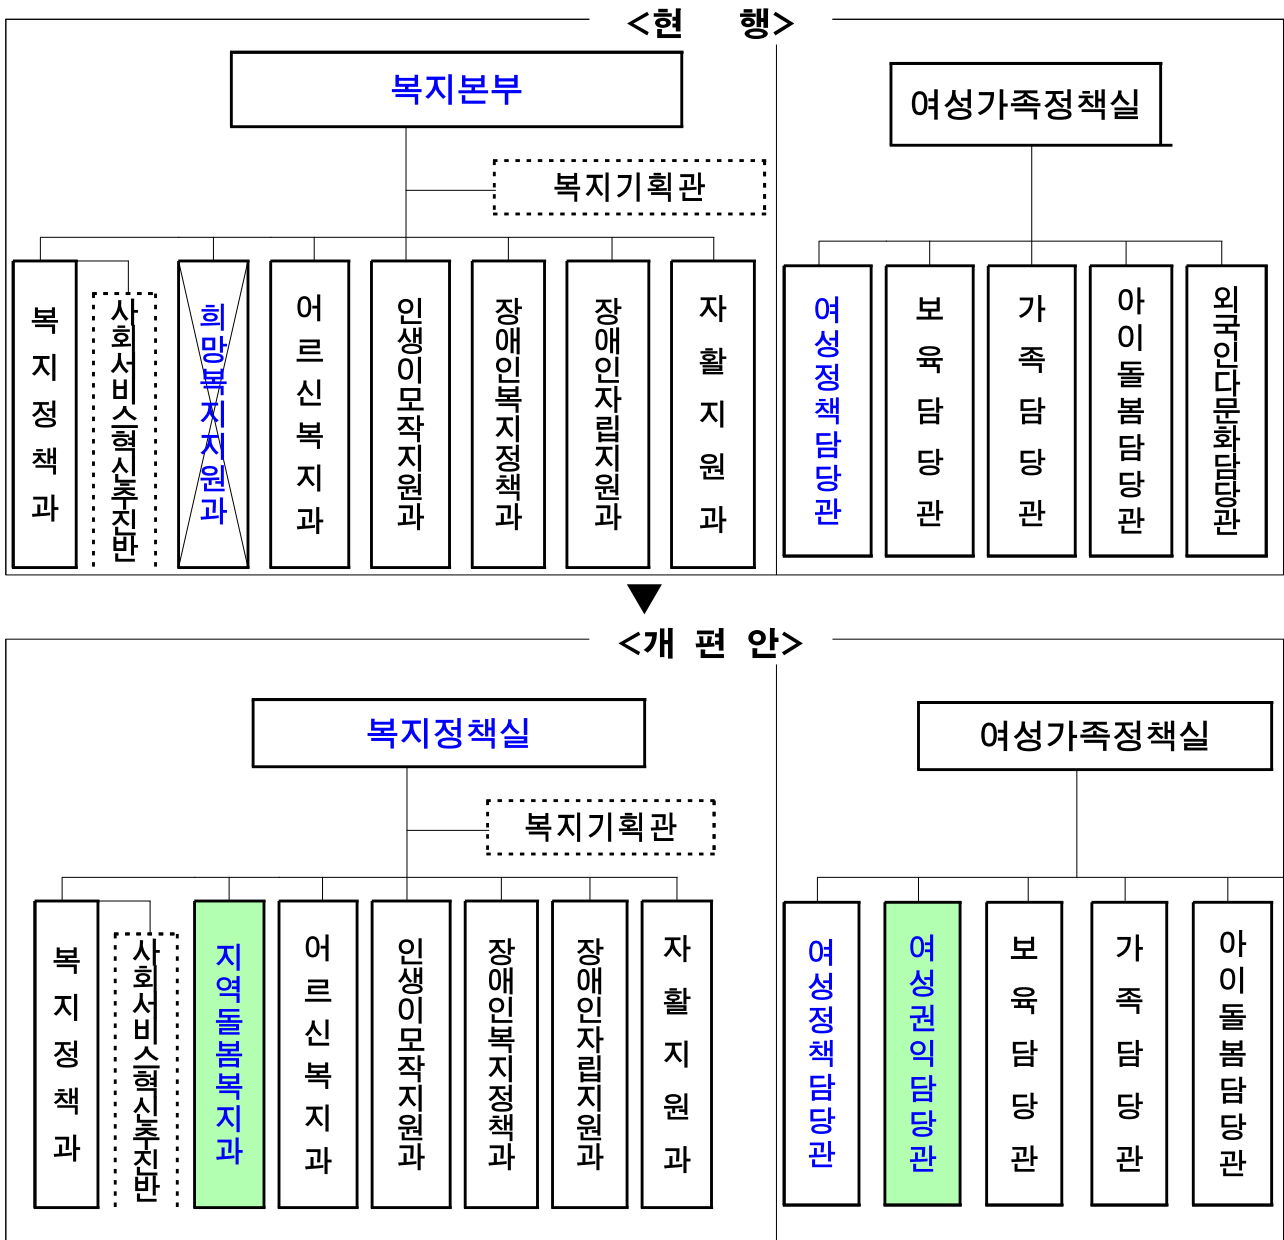 <현 행>
복지본부
여성가족정책실
복지기획관
복지정책과
사회서비스혁신추진반
희망복지지원과
어르신복지과
인생이모작지원과
장애인복지정책과
장애인자립지원과
자활지원과
여성정책담당관
보육담당관
가족담당관
아이돌봄담당관
외국인다문화담당관
<개 편 안>
복지정책실
여성가족정책실
복지기획관
복지정책과
사회서비스혁신추진반
지역돌봄복지과
어르신복지과
인생이모작지원과
장애인복지정책과
장애인자립지원과
자활지원과
여성정책담당관
여성권익담당관
보육담당관
가족담당관
아이돌봄담당관